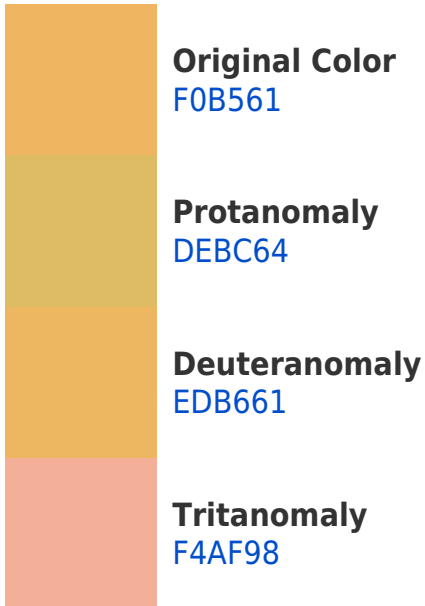 Original Color
F0B561
Protanomaly
DEBC64
Deuteranomaly
EDB661
Tritanomaly
F4AF98